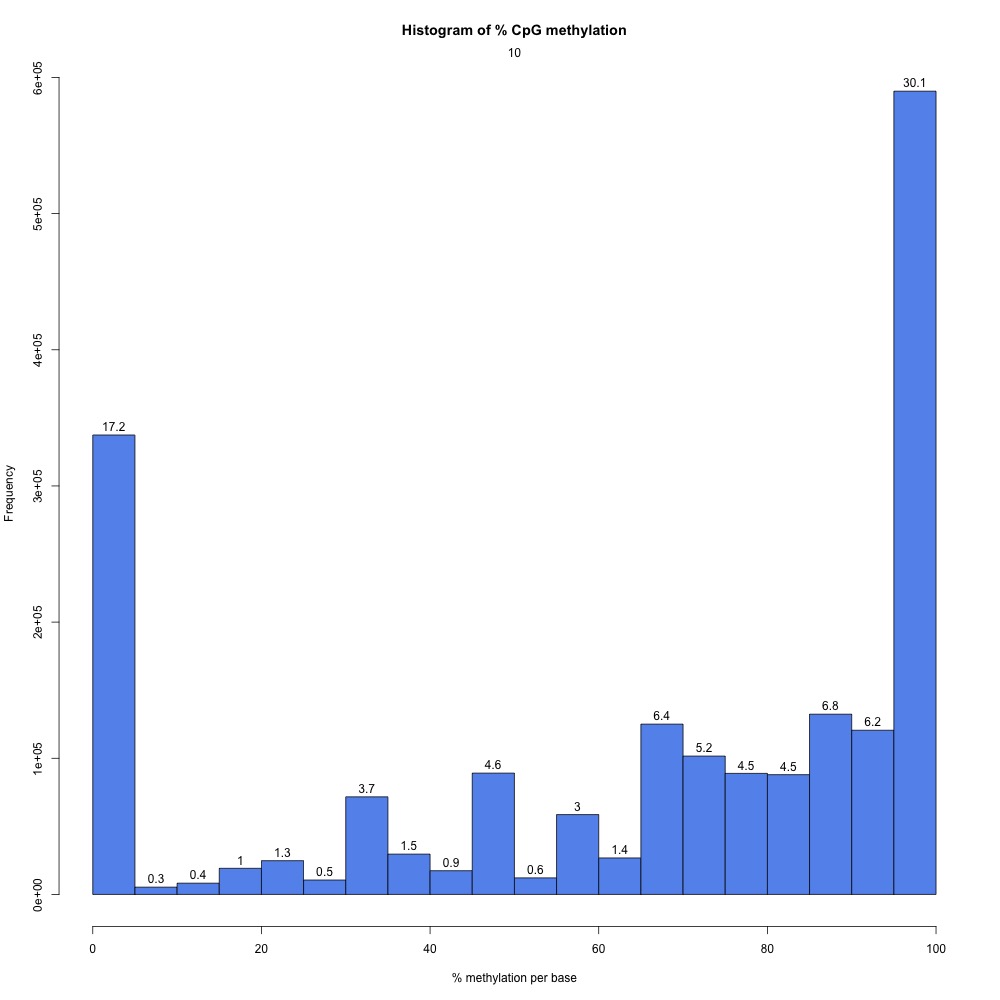 Histogram of % CpG methylation
10
6e+05
5e+05
4e+05
3e+05
2e+05
1e+05
0e+00
Frequency
17.2
0.3
0.4
1
1.3
0.5
3.7
1.5
0.9
4.6
0.6
3
1.4
6.4
5.2
4.5
4.5
6.8
6.2
30.1
0 20 40 60 80 100
% methylation per base